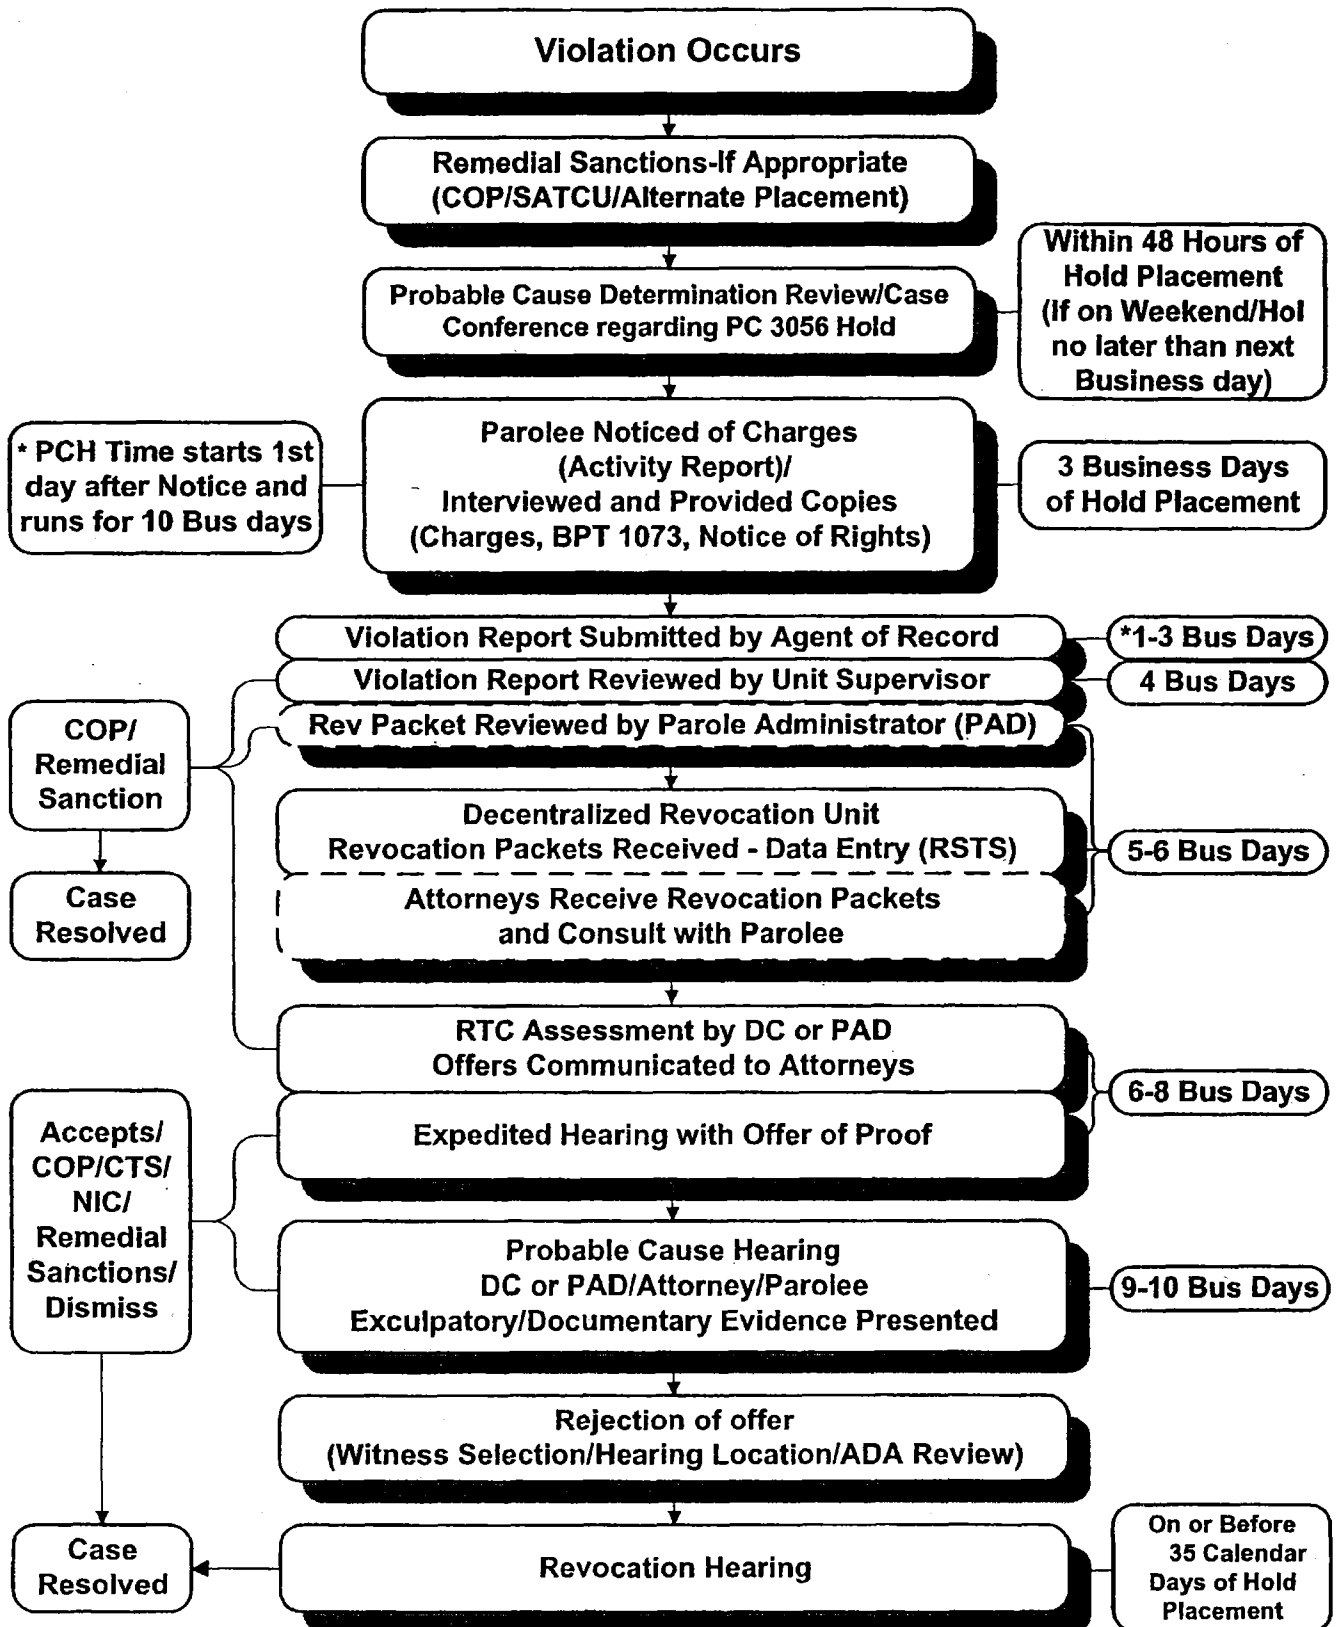 Violation Occurs
Remedial Sanctions-If Appropriate
(COP/SATCU/Alternate Placement)
Probable Cause Determination Review/Case
Conference regarding PC 3056 Hold
Within 48 Hours of
Hold Placement
(If on Weekend/Hol
no later than next
Business day)
* PCH Time starts 1st
day after Notice and
runs for 10 Bus days
Parolee Noticed of Charges
(Activity Report)/
Interviewed and Provided Copies
(Charges, BPT 1073, Notice of Rights)
3 Business Days
of Hold Placement
Violation Report Submitted by Agent of Record
*1-3 Bus Days
Violation Report Reviewed by Unit Supervisor
4 Bus Days
Rev Packet Reviewed by Parole Administrator (PAD)
COP/
Remedial
Sanction
Case
Resolved
Decentralized Revocation Unit
Revocation Packets Received - Data Entry (RSTS)
Attorneys Receive Revocation Packets
and Consult with Parolee
5-6 Bus Days
RTC Assessment by DC or PAD
Offers Communicated to Attorneys
Expedited Hearing with Offer of Proof
6-8 Bus Days
Accepts/
COP/CTS/
NIC/
Remedial
Sanctions/
Dismiss
Probable Cause Hearing
DC or PAD/Attorney/Parolee
Exculpatory/Documentary Evidence Presented
9-10 Bus Days
Rejection of offer
(Witness Selection/Hearing Location/ADA Review)
Case
Resolved
Revocation Hearing
On or Before
35 Calendar
Days of Hold
Placement